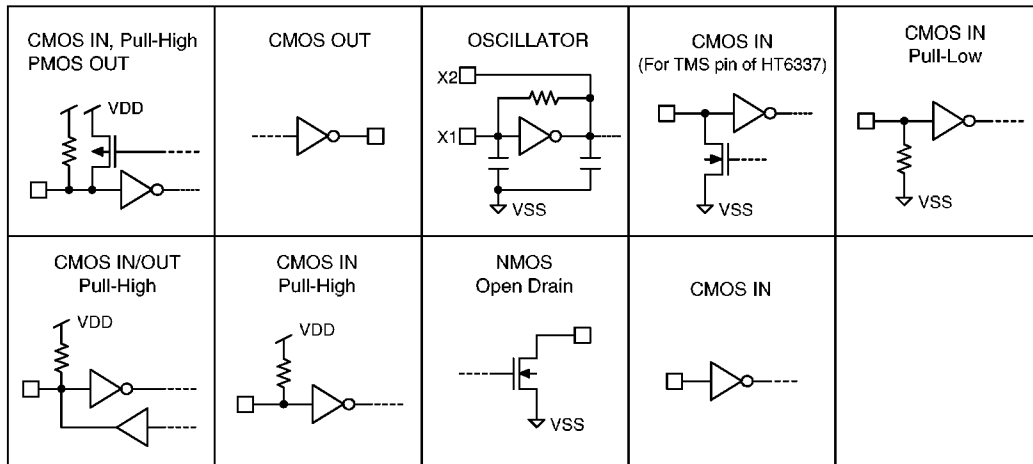 CMOS IN, Pull-High
PMOS OUT
VDD
CMOS OUT
OSCILLATOR
X2
X1
VSS
CMOS IN
(For TMS pin of HT6337)
VSS
CMOS IN
Pull-Low
VSS
CMOS IN/OUT
Pull-High
VDD
CMOS IN
Pull-High
VDD
NMOS
Open Drain
VSS
CMOS IN